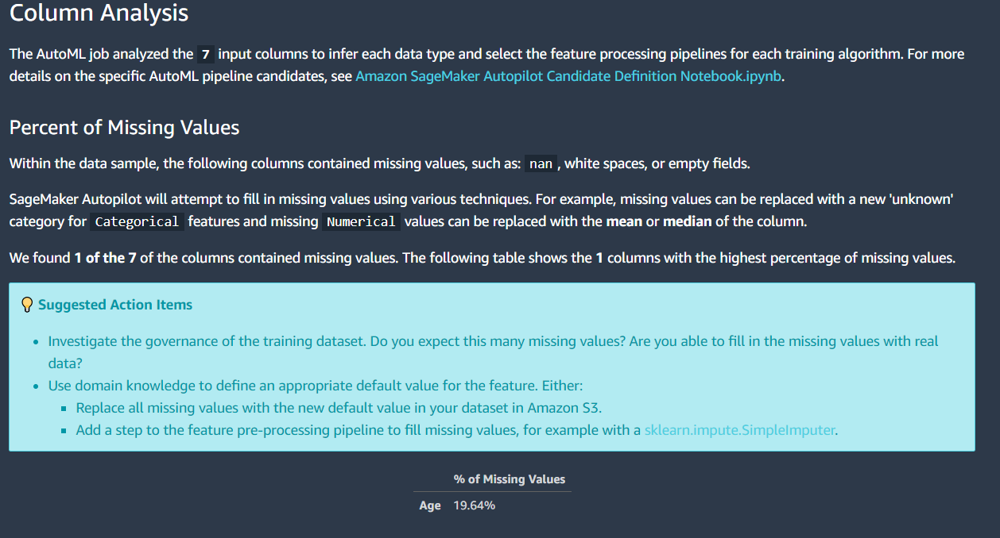 Column Analysis
The AutoML job analyzed the 7 input columns to infer each data type and select the feature processing pipelines for each training algorithm. For more
details on the specific AutoML pipeline candidates, see Amazon SageMaker Autopilot Candidate Definition Notebook.ipynb.
Percent of Missing Values
Within the data sample, the following columns contained missing values, such as: nan, white spaces, or empty fields.
SageMaker Autopilot will attempt to fill in missing values using various techniques. For example, missing values can be replaced with a new 'unknown'
category for Categorical features and missing Numerical values can be replaced with the mean or median of the column.
We found 1 of the 7 of the columns contained missing values. The following table shows the 1 columns with the highest percentage of missing values.
Suggested Action Items
• Investigate the governance of the training dataset. Do you expect this many missing values? Are you able to fill in the missing values with real
data?
• Use domain knowledge to define an appropriate default value for the feature. Either:
▪ Replace all missing values with the new default value in your dataset in Amazon S3.
▪ Add a step to the feature pre-processing pipeline to fill missing values, for example with a sklearn.impute.SimpleImputer.
% of Missing Values
Age 19.64%